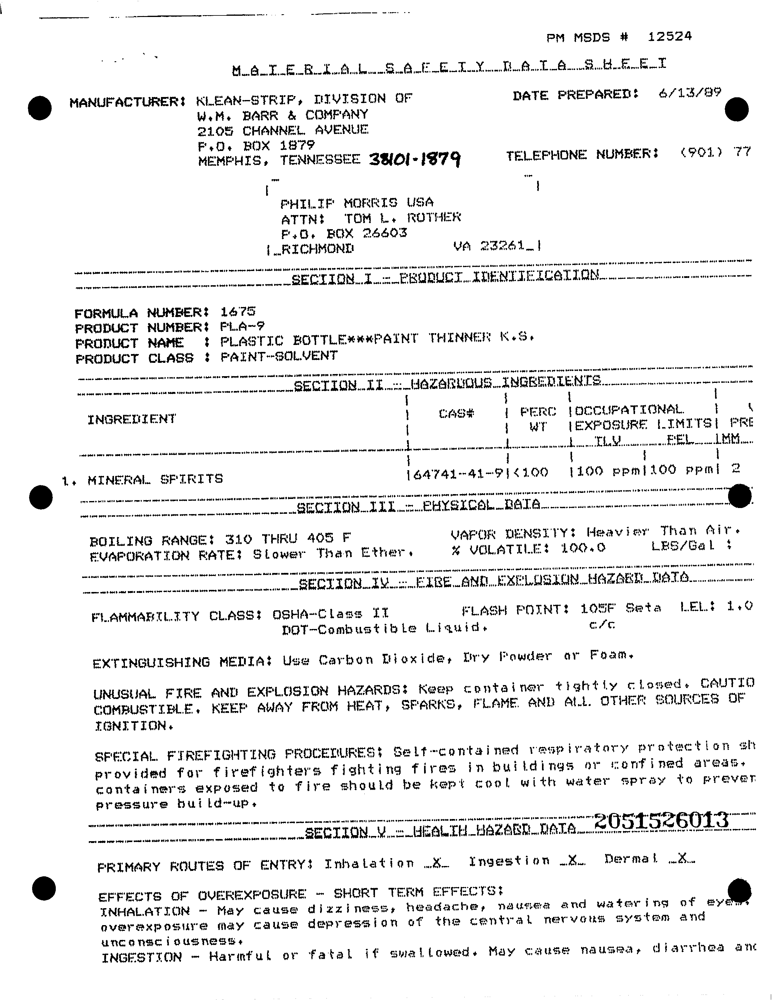 PM MSDS # 12524
MATERIAL SAFETY DATA SHEET
MANUFACTURER: KLEAN-STRIP, DIVISION OF DATE PREPARED: 6/13/89
W.M. BARR & COMPANY
2105 CHANNEL AVENUE
P.O. BOX 1879
MEMPHIS, TENNESSEE 38101-1879 TELEPHONE NUMBER: (901) 77
PHILIP MORRIS USA
ATTN: TOM L. ROTHER
P.O. BOX 26603
RICHMOND VA 23261
SECTION I - PRODUCT IDENTIFICATION
FORMULA NUMBER: 1675
PRODUCT NUMBER: PLA-9
PRODUCT NAME : PLASTIC BOTTLE***PAINT THINNER K.S.
PRODUCT CLASS : PAINT-SOLVENT
SECTION II - HAZARDOUS INGREDIENTS
INGREDIENT CAS# PERC OCCUPATIONAL
WT EXPOSURE LIMITS PRE
TLV PEL MM
1. MINERAL SPIRITS 64741-41-9 <100 100 ppm 100 ppm 2
SECTION III - PHYSICAL DATA
BOILING RANGE: 310 THRU 405 F VAPOR DENSITY: Heavier Than Air.
EVAPORATION RATE: Slower Than Ether. % VOLATILE: 100.0 LBS/Gal :
SECTION IV - FIRE AND EXPLOSION HAZARD DATA
FLAMMABILITY CLASS: OSHA-Class II FLASH POINT: 105F Seta LEL: 1.0
DOT-Combustible Liquid. c/c
EXTINGUISHING MEDIA: Use Carbon Dioxide, Dry Powder or Foam.
UNUSUAL FIRE AND EXPLOSION HAZARDS: Keep container tightly closed. CAUTIO
COMBUSTIBLE. KEEP AWAY FROM HEAT, SPARKS, FLAME AND ALL OTHER SOURCES OF
IGNITION.
SPECIAL FIREFIGHTING PROCEDURES: Self-contained respiratory protection sh
provided for firefighters fighting fires in buildings or confined areas.
containers exposed to fire should be kept cool with water spray to preven
pressure build-up.
2051526013
SECTION V - HEALTH HAZARD DATA
PRIMARY ROUTES OF ENTRY: Inhalation _X_ Ingestion _X_ Dermal _X_
EFFECTS OF OVEREXPOSURE - SHORT TERM EFFECTS:
INHALATION - May cause dizziness, headache, nausea and watering of eyes.
overexposure may cause depression of the central nervous system and
unconsciousness.
INGESTION - Harmful or fatal if swallowed. May cause nausea, diarrhea and